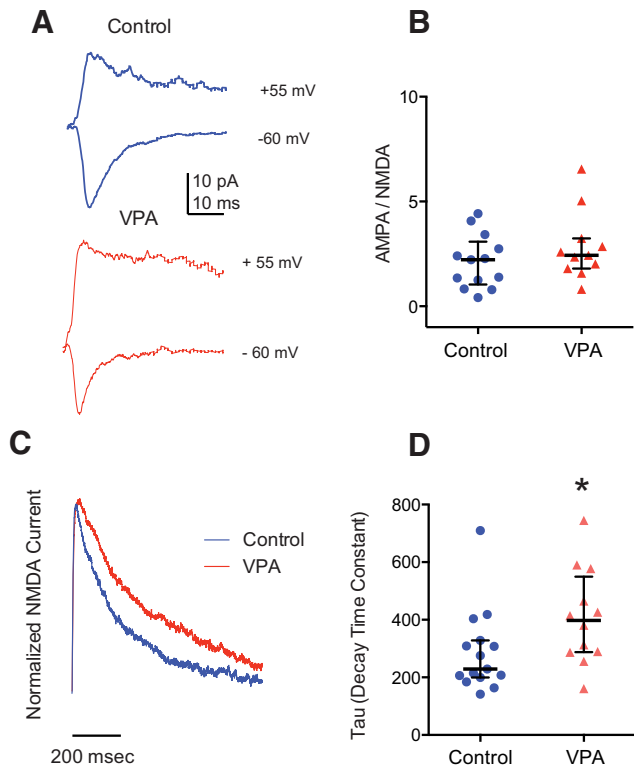 A
Control
+55 mV
-60 mV
10 pA
10 ms
VPA
+ 55 mV
- 60 mV
B
AMPA / NMDA
10
5
0
Control
VPA
C
Normalized NMDA Current
Control
VPA
200 msec
D
*
Tau (Decay Time Constant)
800
600
400
200
0
Control
VPA